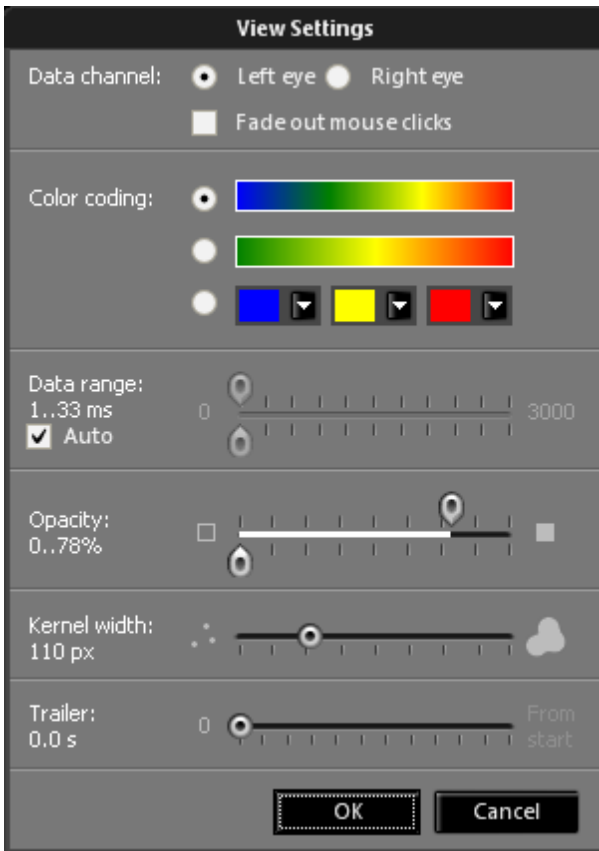 View Settings
Data channel: Left eye Right eye
Fade out mouse clicks
Color coding:
Data range:
1..33 ms
0 3000
Auto
Opacity:
0..78%
Kernel width:
110 px
Trailer:
0.0 s
0 From
start
OK Cancel